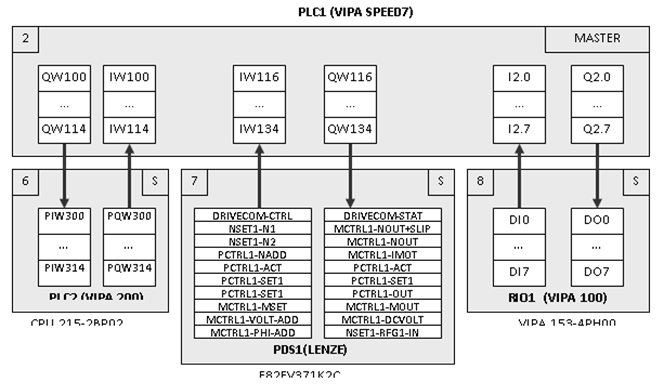 PLC1 (VIPA SPEED7)
2 MASTER
QW100 IW100 IW116 QW116 I2.0 Q2.0
... ... ... ... ... ...
QW114 IW114 IW134 QW134 I2.7 Q2.7
6 S 7 S 8 S
PIW300 PQW300 DRIVECOM-CTRL DRIVECOM-STAT DI0 DO0
NSET1-N1 MCTRL1-NOUT+SLIP
NSET1-N2 MCTRL1-NOUT
... ... PCTRL1-NADD MCTRL1-IMOT ... ...
PCTRL1-ACT PCTRL1-ACT
PIW314 PQW314 PCTRL1-SET1 PCTRL1-SET1 DI7 DO7
PCTRL1-SET1 PCTRL1-OUT
PLC2 (VIPA 200) MCTRL1-MSET MCTRL1-MOUT RIO1 (VIPA 100)
MCTRL1-VOLT-ADD MCTRL1-DCVOLT
CPU 215-2BP02 MCTRL1-PHI-ADD NSET1-RFG1-IN VIPA 153-4PH00
PDS1(LENZE)
E82EV371K2C